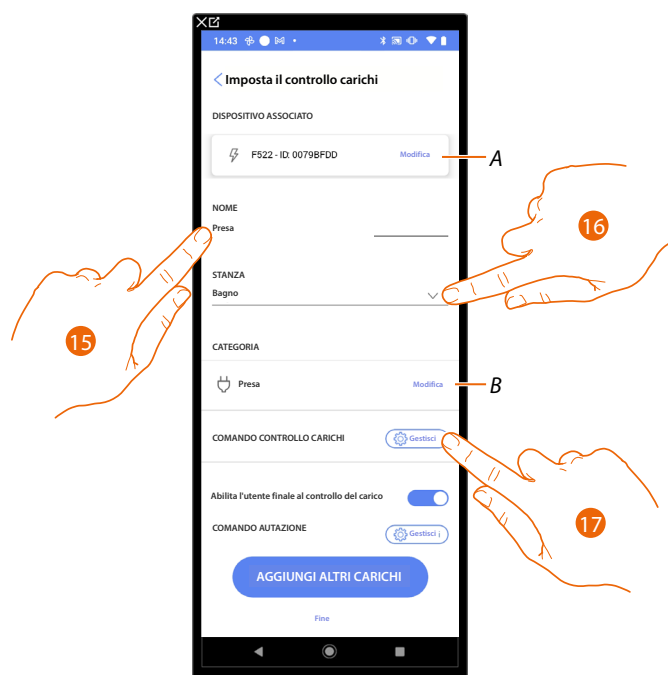 14:43
Imposta il controllo carichi
DISPOSITIVO ASSOCIATO
F522 - ID: 0079BFDD Modifica
A
NOME
Presa
16
STANZA
Bagno
15
CATEGORIA
Presa Modifica
B
COMANDO CONTROLLO CARICHI Gestisci
Abilita l'utente finale al controllo del carico
17
COMANDO AUTAZIONE Gestisci
AGGIUNGI ALTRI CARICHI
Fine